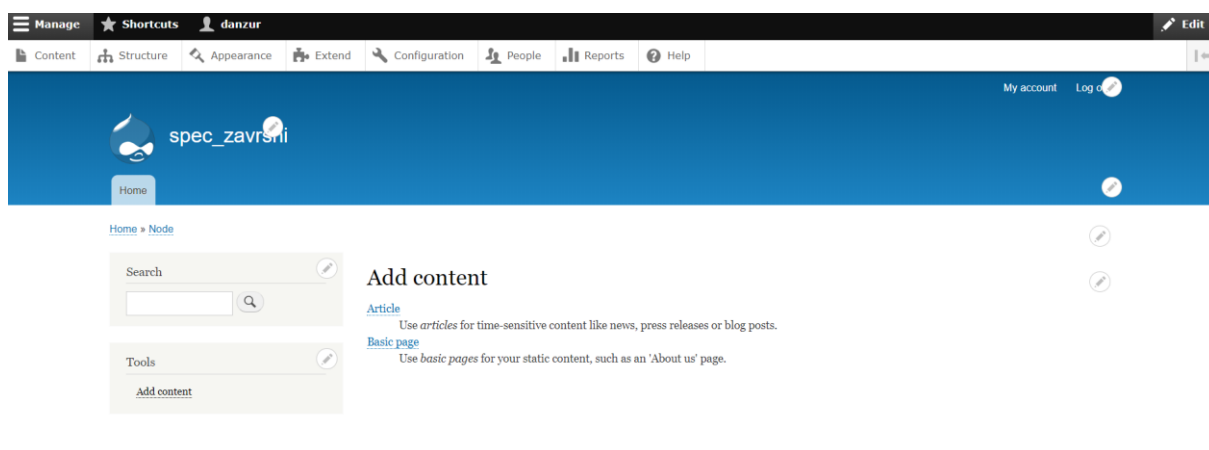 Manage Shortcuts danzur Edit
Content Structure Appearance Extend Configuration People Reports Help
My account Log o
spec_završni
Home
Home » Node
Search
Add content
Article
Use articles for time-sensitive content like news, press releases or blog posts.
Basic page
Use basic pages for your static content, such as an 'About us' page.
Tools
Add content